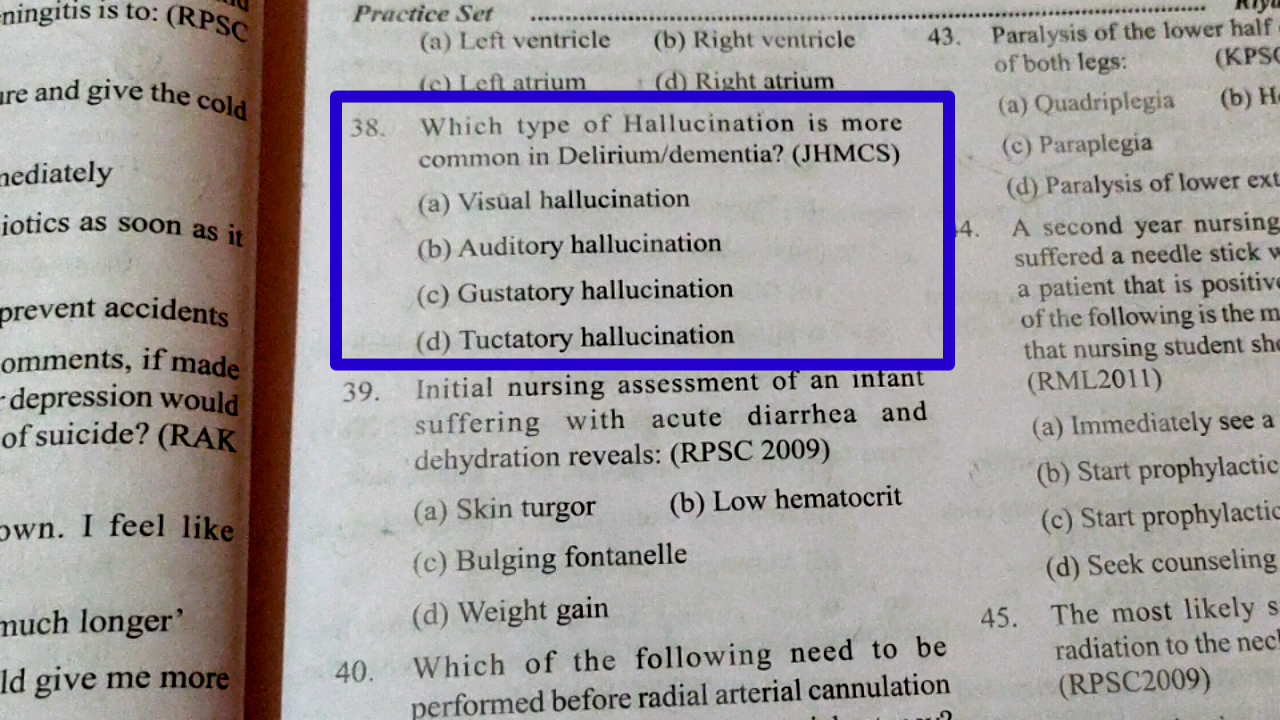 ningitis is to: (RPSC
ure and give the cold
mediately
iotics as soon as it
prevent accidents
omments, if made
depression would
of suicide? (RAK
own. I feel like
much longer’
ld give me more
Practice Set
(a) Left ventricle (b) Right ventricle
(c) Left atrium (d) Right atrium
38. Which type of Hallucination is more
common in Delirium/dementia? (JHMCS)
(a) Visual hallucination
(b) Auditory hallucination
(c) Gustatory hallucination
(d) Tuctatory hallucination
39. Initial nursing assessment of an infant
suffering with acute diarrhea and
dehydration reveals: (RPSC 2009)
(a) Skin turgor (b) Low hematocrit
(c) Bulging fontanelle
(d) Weight gain
40. Which of the following need to be
performed before radial arterial cannulation
43. Paralysis of the lower half
of both legs: (KPSC
(a) Quadriplegia (b) He
(c) Paraplegia
(d) Paralysis of lower ext
4. A second year nursing
suffered a needle stick w
a patient that is positive
of the following is the m
that nursing student sho
(RML2011)
(a) Immediately see a
(b) Start prophylactic
(c) Start prophylactic
(d) Seek counseling
45. The most likely s
radiation to the neck
(RPSC2009)